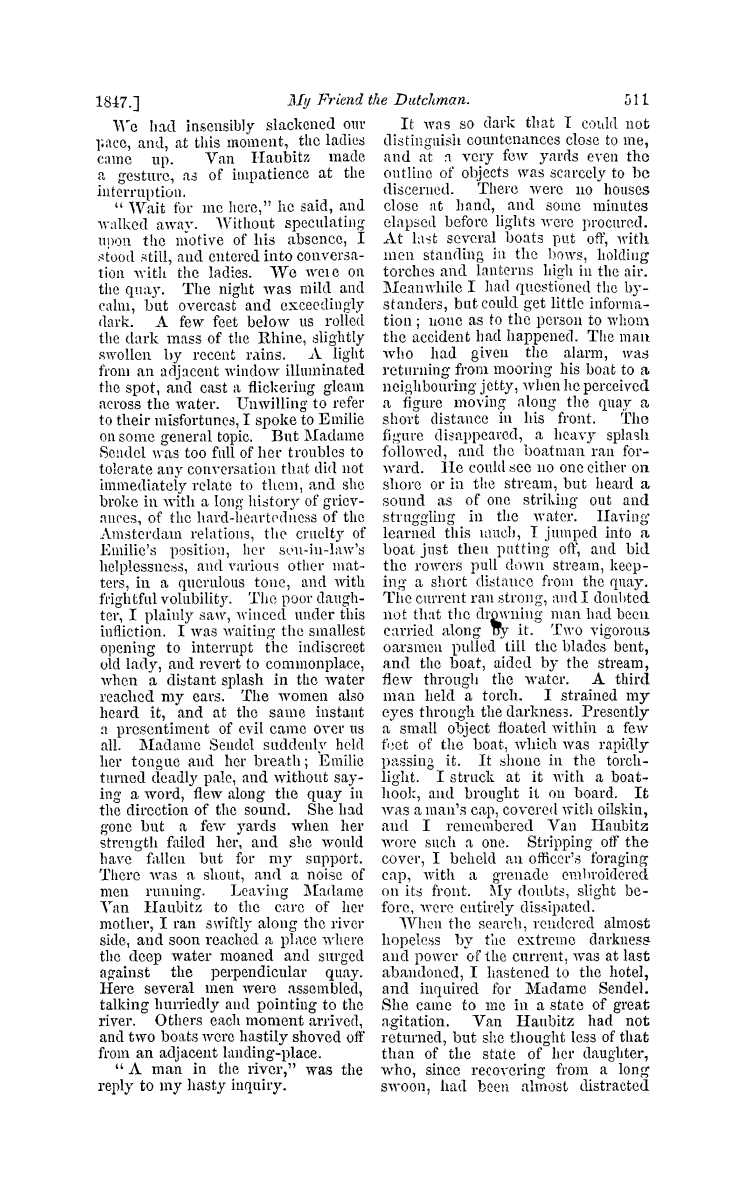 1847.] My Friend the Dutchman. 511
We had insensibly slackened our
pace, and, at this moment, the ladies
came up. Van Haubitz made
a gesture, as of impatience at the
interruption.
“ Wait for me here,” he said, and
walked away. Without speculating
upon the motive of his absence, I
stood still, and entered into conversa-
tion with the ladies. We were on
the quay. The night was mild and
calm, but overcast and exceedingly
dark. A few feet below us rolled
the dark mass of the Rhine, slightly
swollen by recent rains. A light
from an adjacent window illuminated
the spot, and cast a flickering gleam
across the water. Unwilling to refer
to their misfortunes, I spoke to Emilie
on some general topic. But Madame
Sendel was too full of her troubles to
tolerate any conversation that did not
immediately relate to them, and she
broke in with a long history of griev-
ances, of the hard-heartedness of the
Amsterdam relations, the cruelty of
Emilie's position, her son-in-law's
helplessness, and various other mat-
ters, in a querulous tone, and with
frightful volubility. The poor daugh-
ter, I plainly saw, winced under this
infliction. I was waiting the smallest
opening to interrupt the indiscreet
old lady, and revert to commonplace,
when a distant splash in the water
reached my ears. The women also
heard it, and at the same instant
a presentiment of evil came over us
all. Madame Sendel suddenly held
her tongue and her breath; Emilie
turned deadly pale, and without say-
ing a word, flew along the quay in
the direction of the sound. She had
gone but a few yards when her
strength failed her, and she would
have fallen but for my support.
There was a shout, and a noise of
men running. Leaving Madame
Van Haubitz to the care of her
mother, I ran swiftly along the river
side, and soon reached a place where
the deep water moaned and surged
against the perpendicular quay.
Here several men were assembled,
talking hurriedly and pointing to the
river. Others each moment arrived,
and two boats were hastily shoved off
from an adjacent landing-place.
“ A man in the river,” was the
reply to my hasty inquiry.
It was so dark that I could not
distinguish countenances close to me,
and at a very few yards even the
outline of objects was scarcely to be
discerned. There were no houses
close at hand, and some minutes
elapsed before lights were procured.
At last several boats put off, with
men standing in the bows, holding
torches and lanterns high in the air.
Meanwhile I had questioned the by-
standers, but could get little informa-
tion ; none as to the person to whom
the accident had happened. The man
who had given the alarm, was
returning from mooring his boat to a
neighbouring jetty, when he perceived
a figure moving along the quay a
short distance in his front. The
figure disappeared, a heavy splash
followed, and the boatman ran for-
ward. He could see no one either on
shore or in the stream, but heard a
sound as of one striking out and
struggling in the water. Having
learned this much, I jumped into a
boat just then putting off, and bid
the rowers pull down stream, keep-
ing a short distance from the quay.
The current ran strong, and I doubted
not that the drowning man had been
carried along by it. Two vigorous
oarsmen pulled till the blades bent,
and the boat, aided by the stream,
flew through the water. A third
man held a torch. I strained my
eyes through the darkness. Presently
a small object floated within a few
feet of the boat, which was rapidly
passing it. It shone in the torch-
light. I struck at it with a boat-
hook, and brought it on board. It
was a man's cap, covered with oilskin,
and I remembered Van Haubitz
wore such a one. Stripping off the
cover, I beheld an officer's foraging
cap, with a grenade embroidered
on its front. My doubts, slight be-
fore, were entirely dissipated.
When the search, rendered almost
hopeless by the extreme darkness
and power of the current, was at last
abandoned, I hastened to the hotel,
and inquired for Madame Sendel.
She came to me in a state of great
agitation. Van Haubitz had not
returned, but she thought less of that
than of the state of her daughter,
who, since recovering from a long
swoon, had been almost distracted